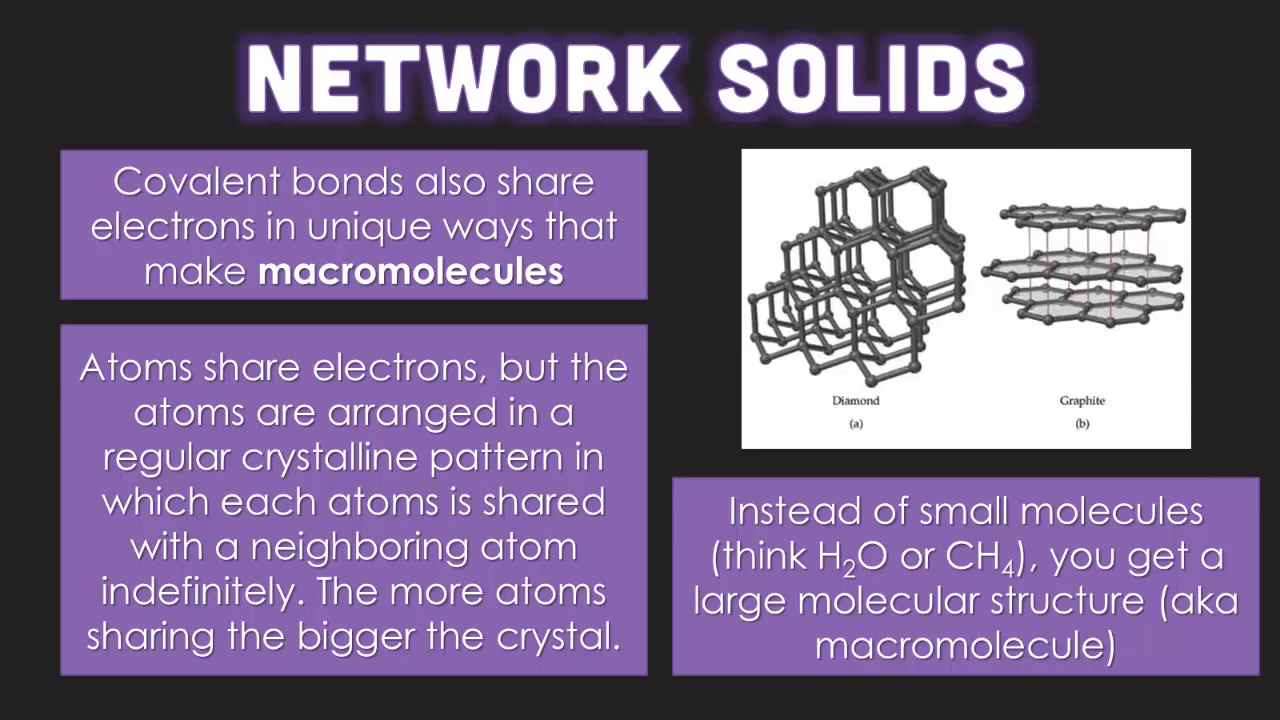 NETWORK SOLIDS
Covalent bonds also share
electrons in unique ways that
make macromolecules
Atoms share electrons, but the
atoms are arranged in a
regular crystalline pattern in
which each atoms is shared
with a neighboring atom
indefinitely. The more atoms
sharing the bigger the crystal.
Diamond
(a)
Graphite
(b)
Instead of small molecules
(think H₂O or CH₄), you get a
large molecular structure (aka
macromolecule)